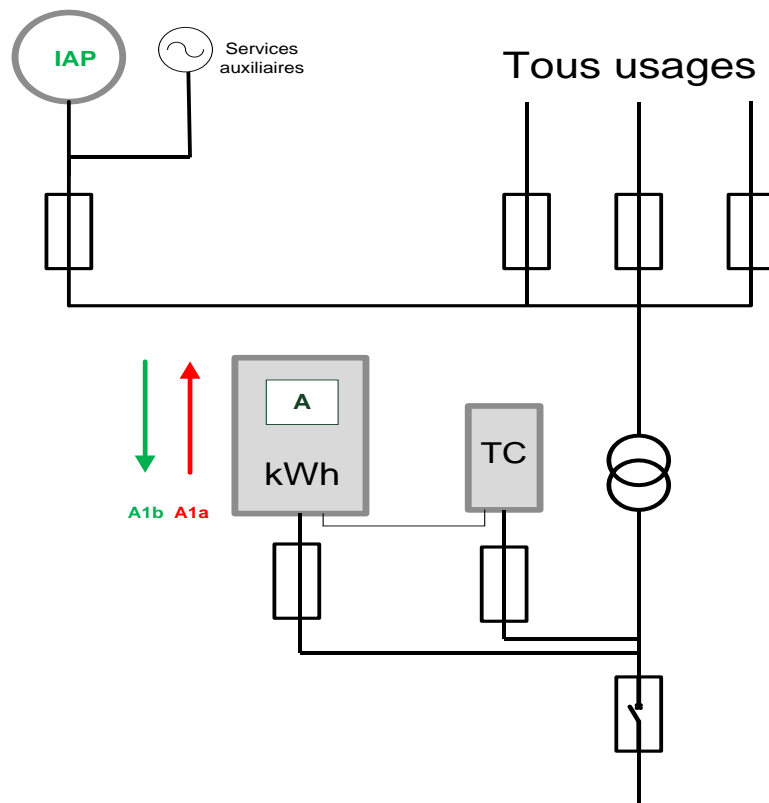 IAP
Services
auxiliaires
Tous usages
A
kWh
TC
A1b A1a